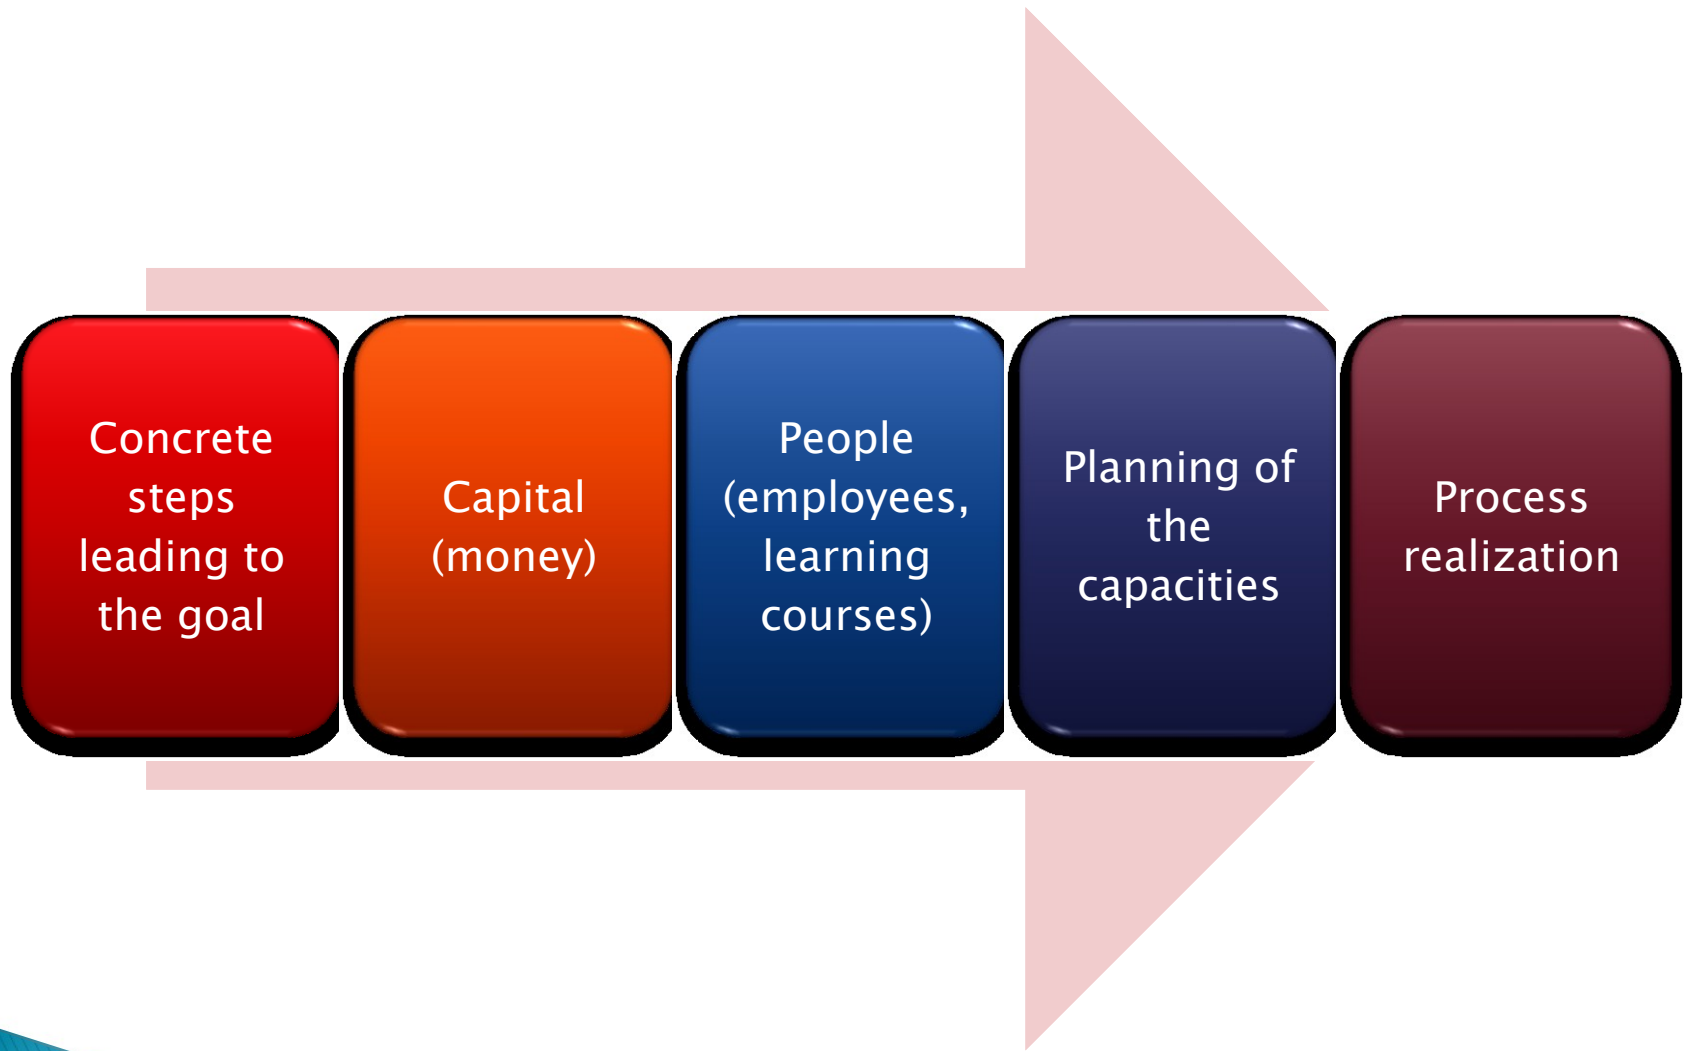 Concrete
steps
leading to
the goal
Capital
(money)
People
(employees,
learning
courses)
Planning of
the
capacities
Process
realization